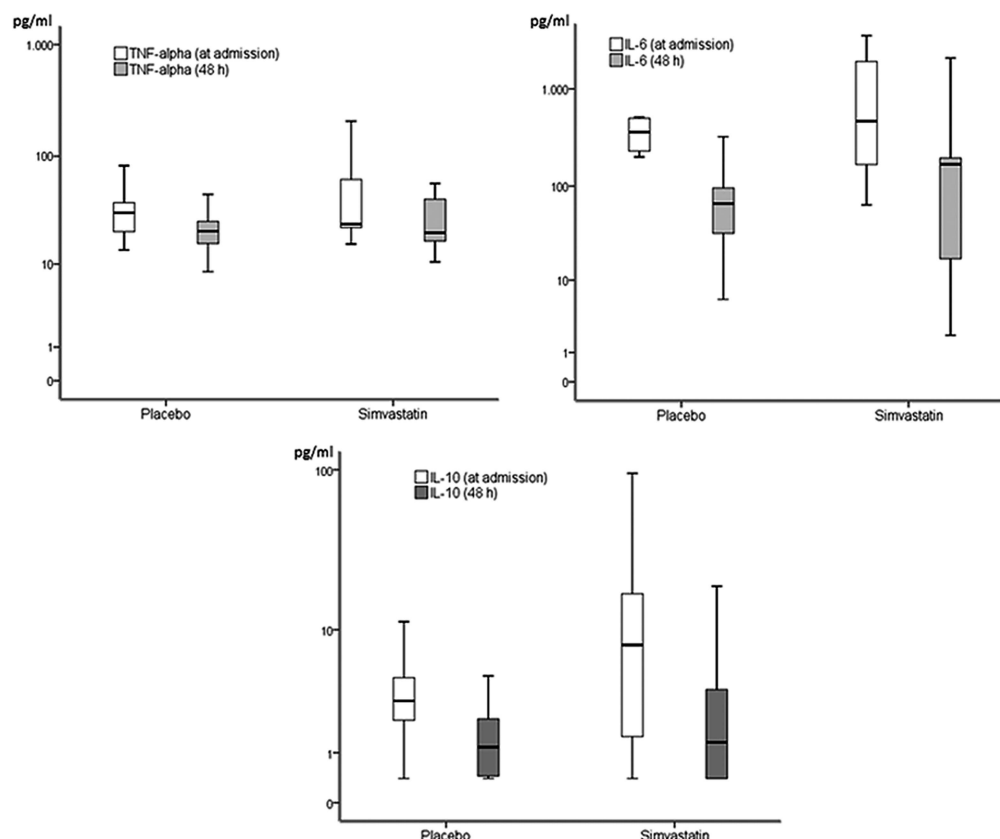 pg/ml
1.000
TNF-alpha (at admission)
TNF-alpha (48 h)
100
10
1
0
Placebo Simvastatin
pg/ml
IL-6 (at admission)
IL-6 (48 h)
1.000
100
10
1
0
Placebo Simvastatin
pg/ml
100
IL-10 (at admission)
IL-10 (48 h)
10
1
0
Placebo Simvastatin